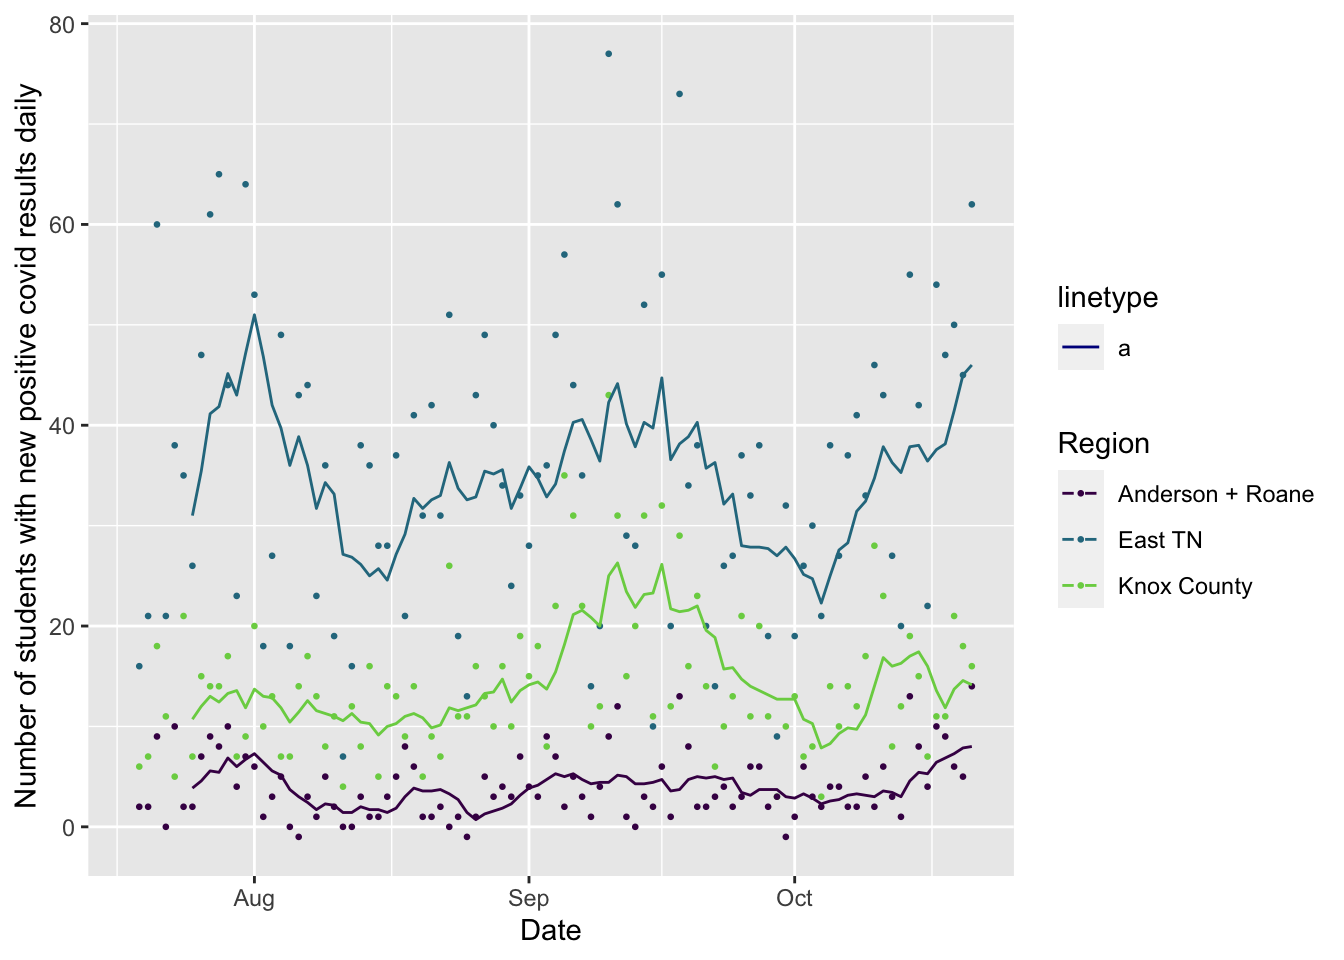 Number of students with new positive covid results daily
80
60
40
20
0
Aug
Sep
Oct
Date
linetype
a
Region
Anderson + Roane
East TN
Knox County